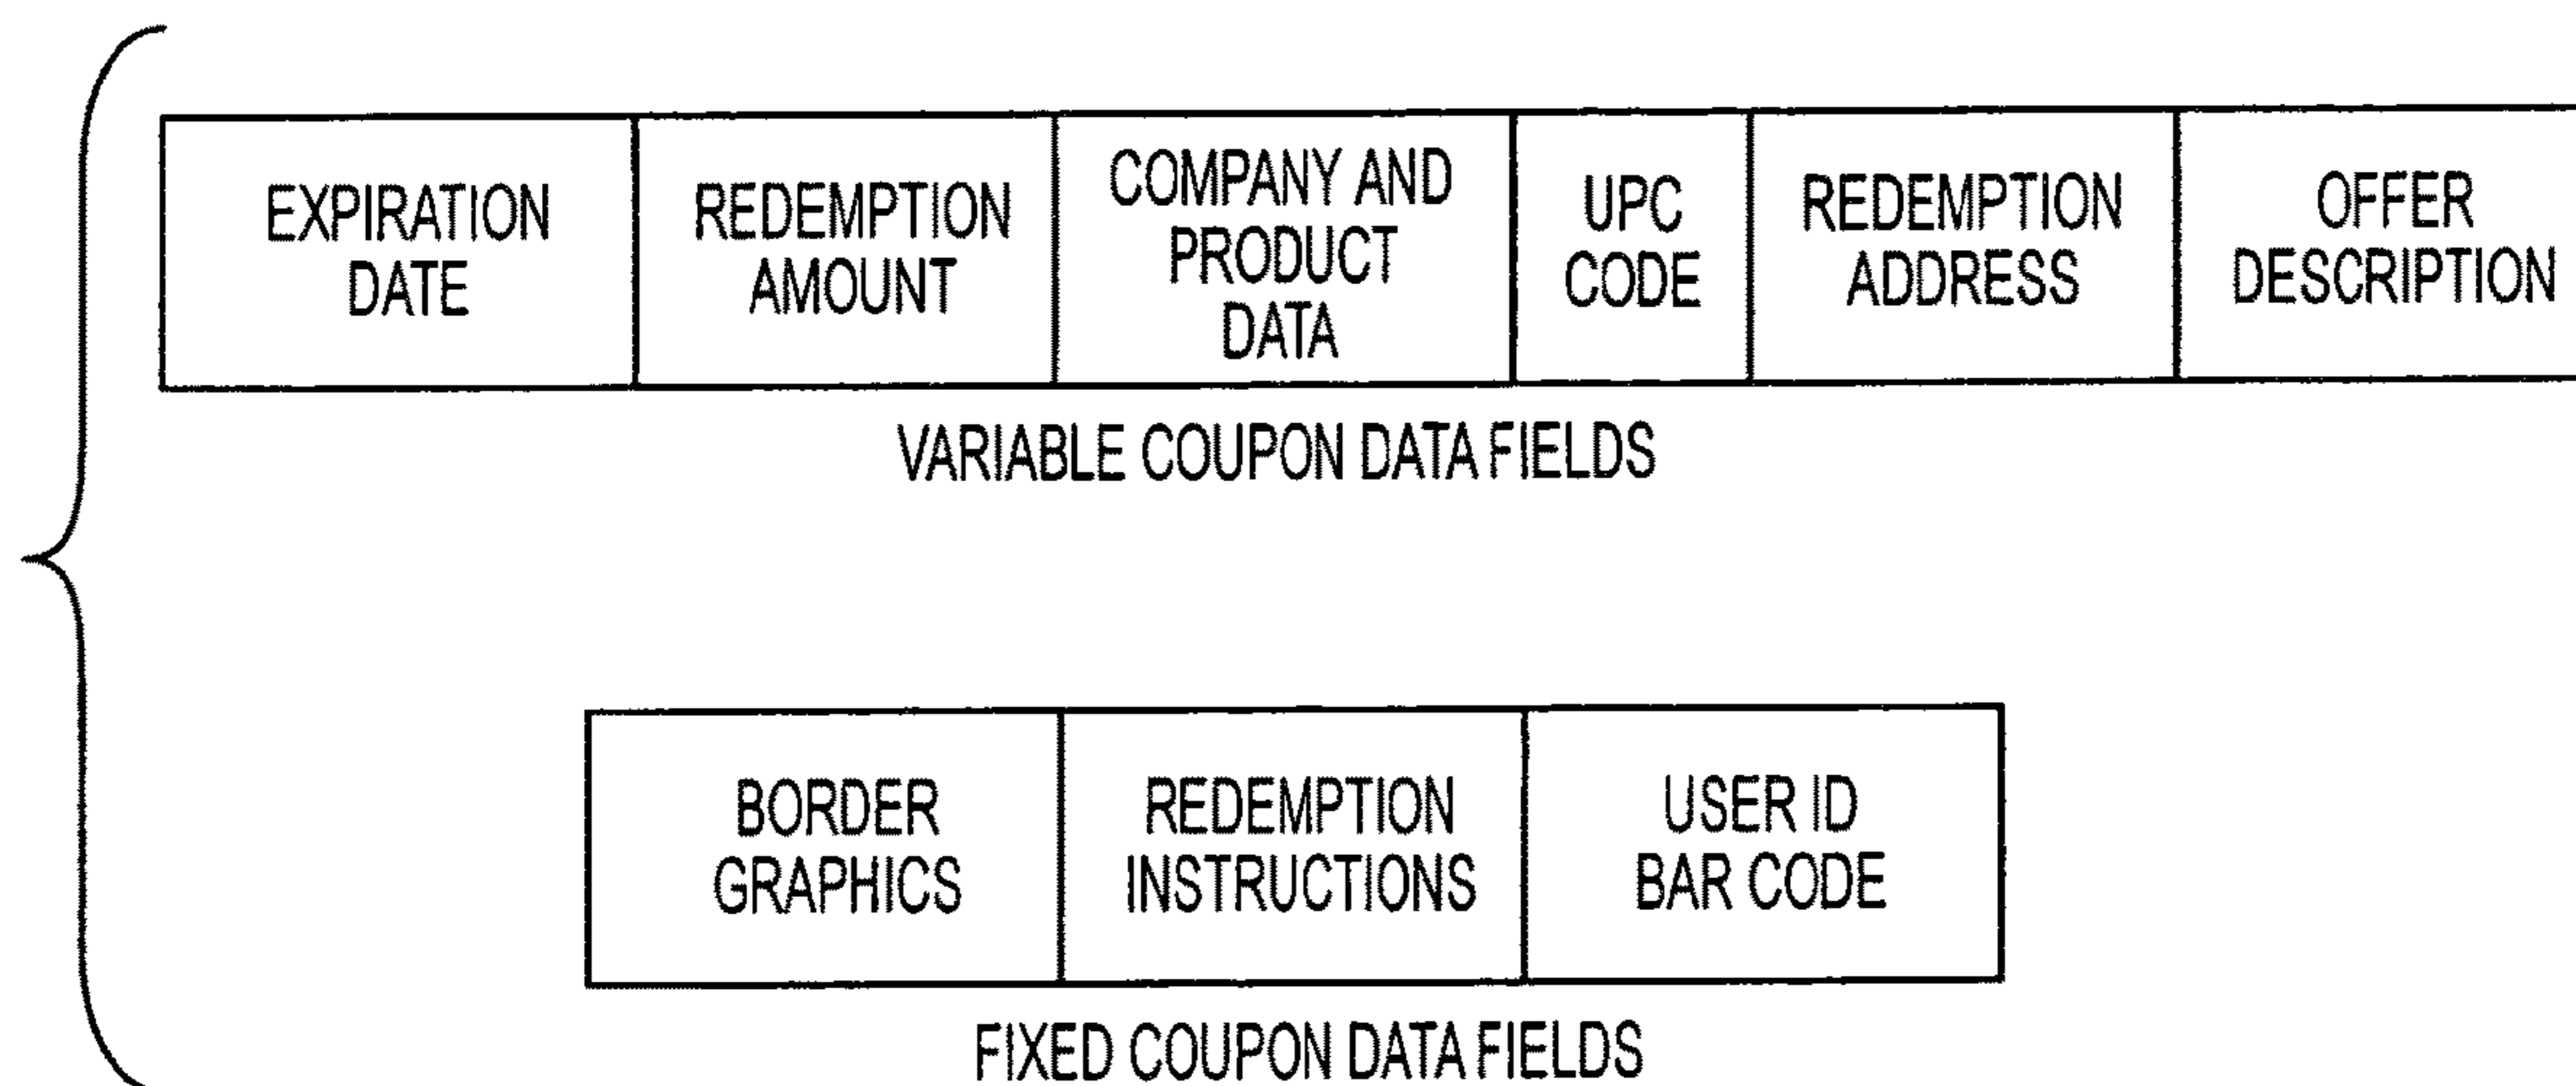 EXPIRATION
DATE
REDEMPTION
AMOUNT
COMPANY AND
PRODUCT
DATA
UPC
CODE
REDEMPTION
ADDRESS
OFFER
DESCRIPTION
VARIABLE COUPON DATA FIELDS
BORDER
GRAPHICS
REDEMPTION
INSTRUCTIONS
USER ID
BAR CODE
FIXED COUPON DATA FIELDS